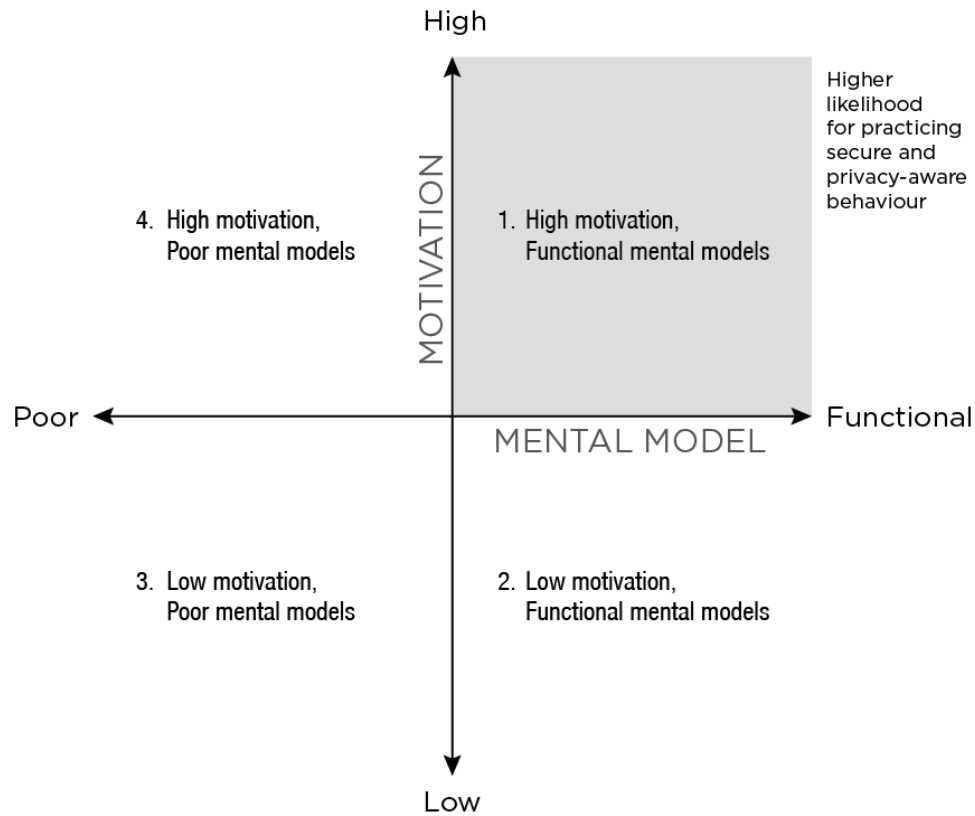 High
Higher
likelihood
for practicing
secure and
privacy-aware
behaviour
MOTIVATION
4. High motivation,
Poor mental models
1. High motivation,
Functional mental models
Poor
Functional
MENTAL MODEL
3. Low motivation,
Poor mental models
2. Low motivation,
Functional mental models
Low